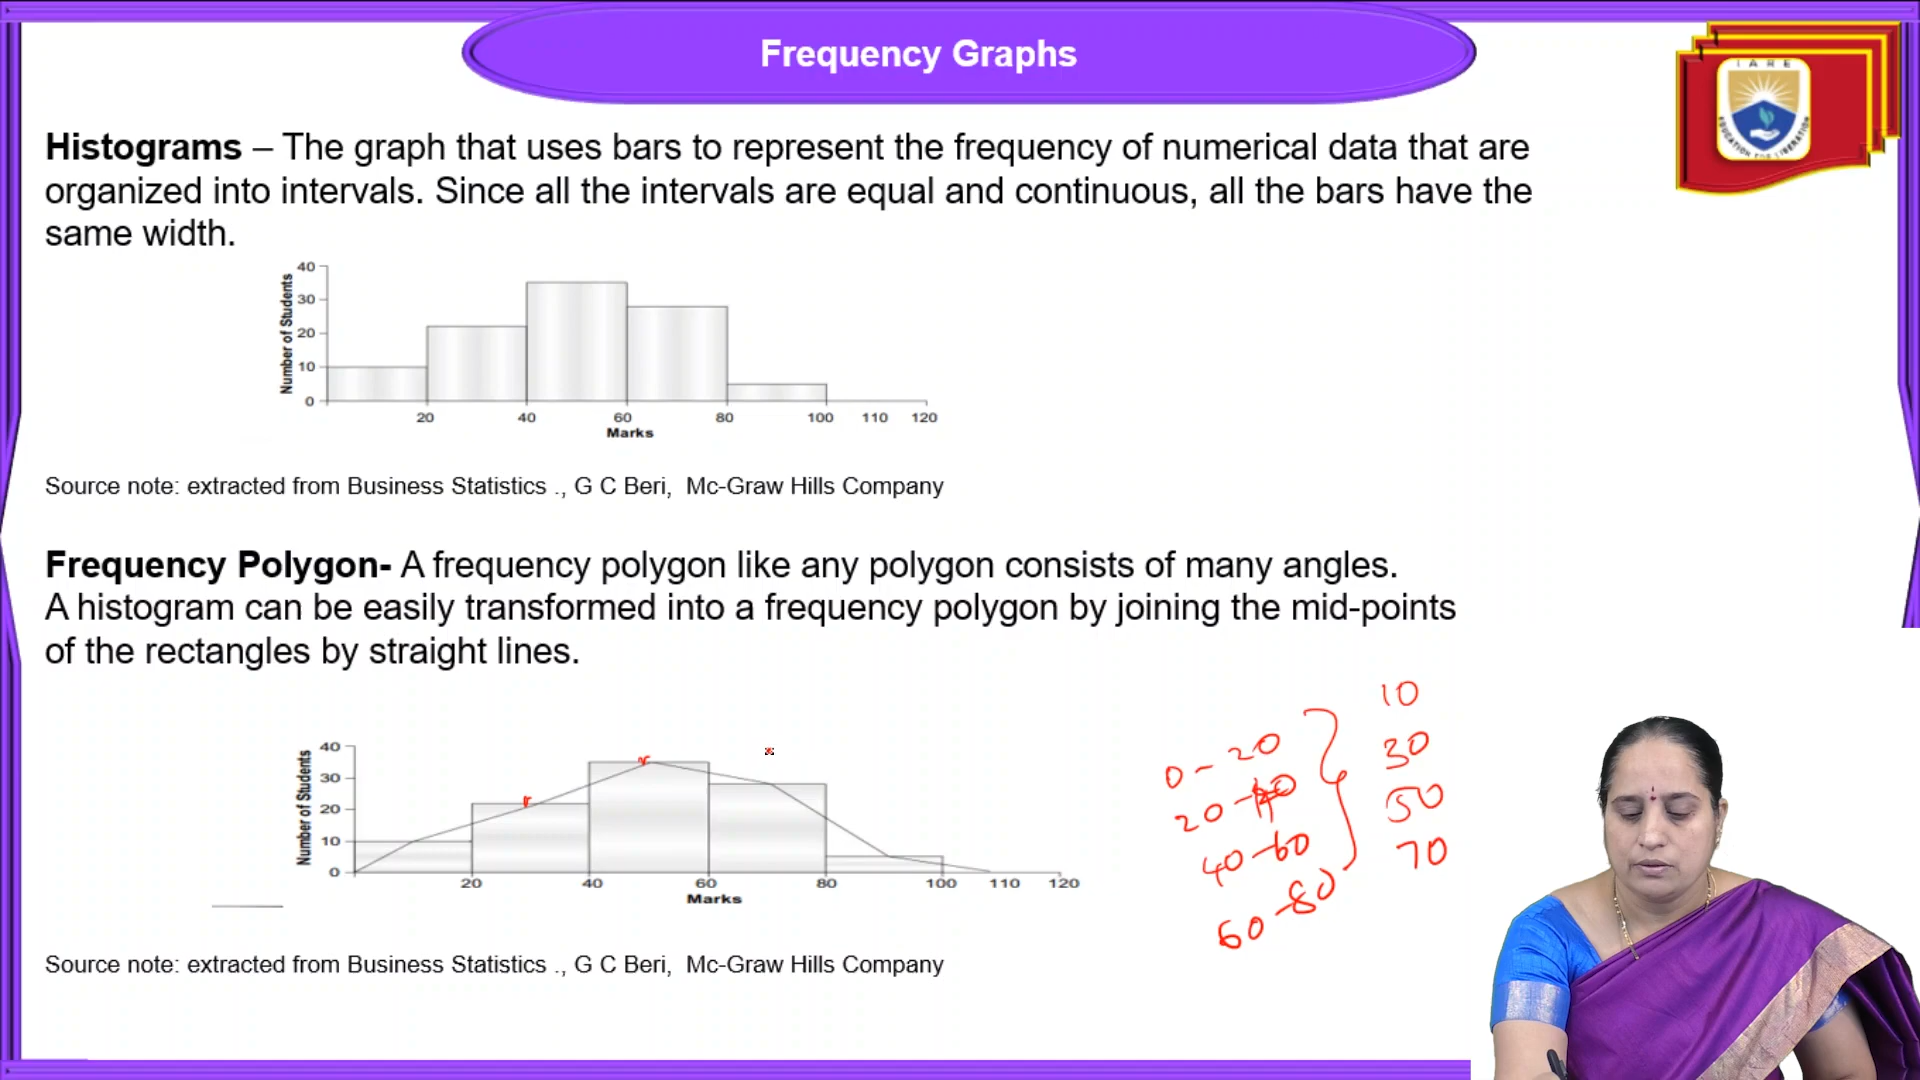 Frequency Graphs
IARE
EDUCATION FOR LIBERATION
Histograms – The graph that uses bars to represent the frequency of numerical data that are
organized into intervals. Since all the intervals are equal and continuous, all the bars have the
same width.
Number of Students
40
30
20
10
0
20 40 60 80 100 110 120
Marks
Source note: extracted from Business Statistics ., G C Beri, Mc-Graw Hills Company
Frequency Polygon- A frequency polygon like any polygon consists of many angles.
A histogram can be easily transformed into a frequency polygon by joining the mid-points
of the rectangles by straight lines.
Number of Students
40
30
20
10
0
20 40 60 80 100 110 120
Marks
0-20 10
20-40 30
40-60 50
60-80 70
Source note: extracted from Business Statistics ., G C Beri, Mc-Graw Hills Company